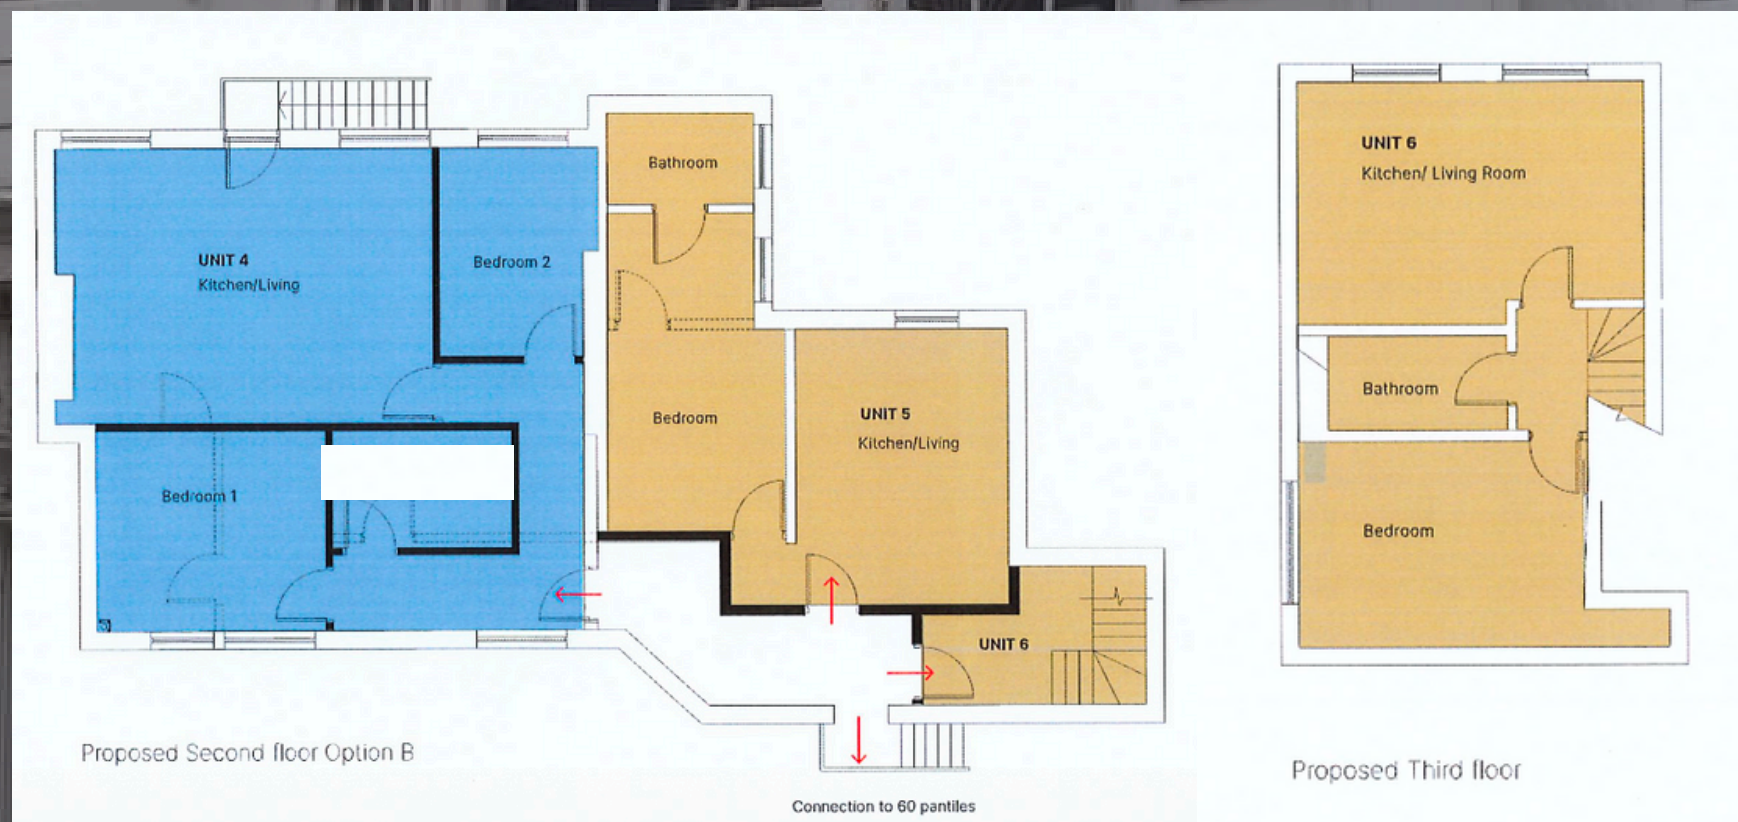 Bathroom
UNIT 4
Kitchen/Living
Bedroom 2
Bedroom 1
Bedroom
UNIT 5
Kitchen/Living
UNIT 6
Proposed Second floor Option B
Connection to 60 pantiles
UNIT 6
Kitchen/ Living Room
Bathroom
Bedroom
Proposed Third floor